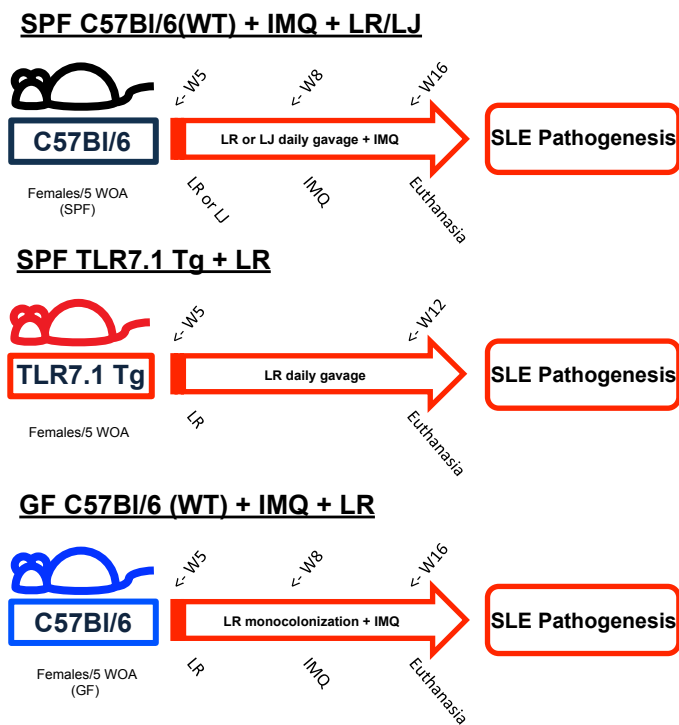 SPF C57Bl/6(WT) + IMQ + LR/LJ
<- W5
<- W8
<- W16
C57Bl/6
LR or LJ daily gavage + IMQ
SLE Pathogenesis
Females/5 WOA
(SPF)
LR or LJ
IMQ
Euthanasia
SPF TLR7.1 Tg + LR
<- W5
<- W12
TLR7.1 Tg
LR daily gavage
SLE Pathogenesis
Females/5 WOA
LR
Euthanasia
GF C57Bl/6 (WT) + IMQ + LR
<- W5
<- W8
<- W16
C57Bl/6
LR monocolonization + IMQ
SLE Pathogenesis
Females/5 WOA
(GF)
LR
IMQ
Euthanasia